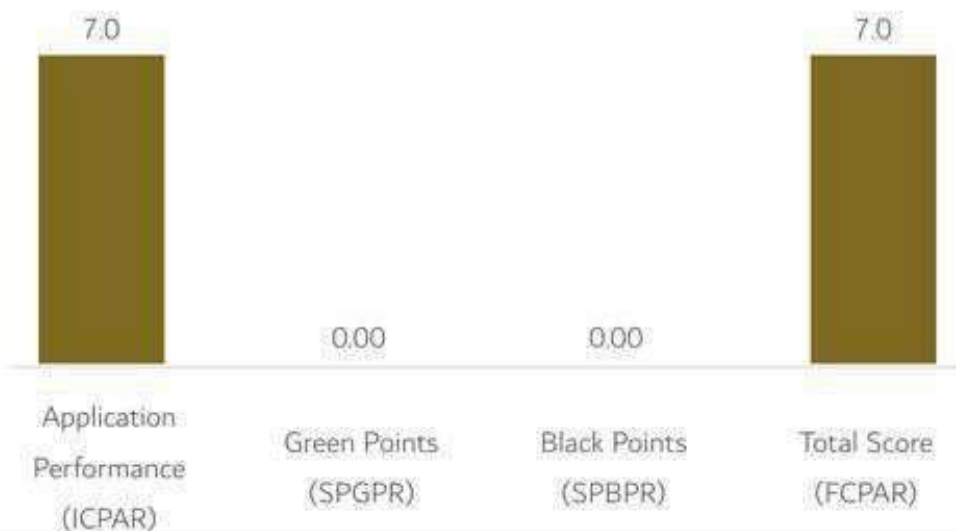 7.0
7.0
0.00
0.00
Application
Performance
(ICPAR)
Green Points
(SPGPR)
Black Points
(SPBPR)
Total Score
(FCPAR)